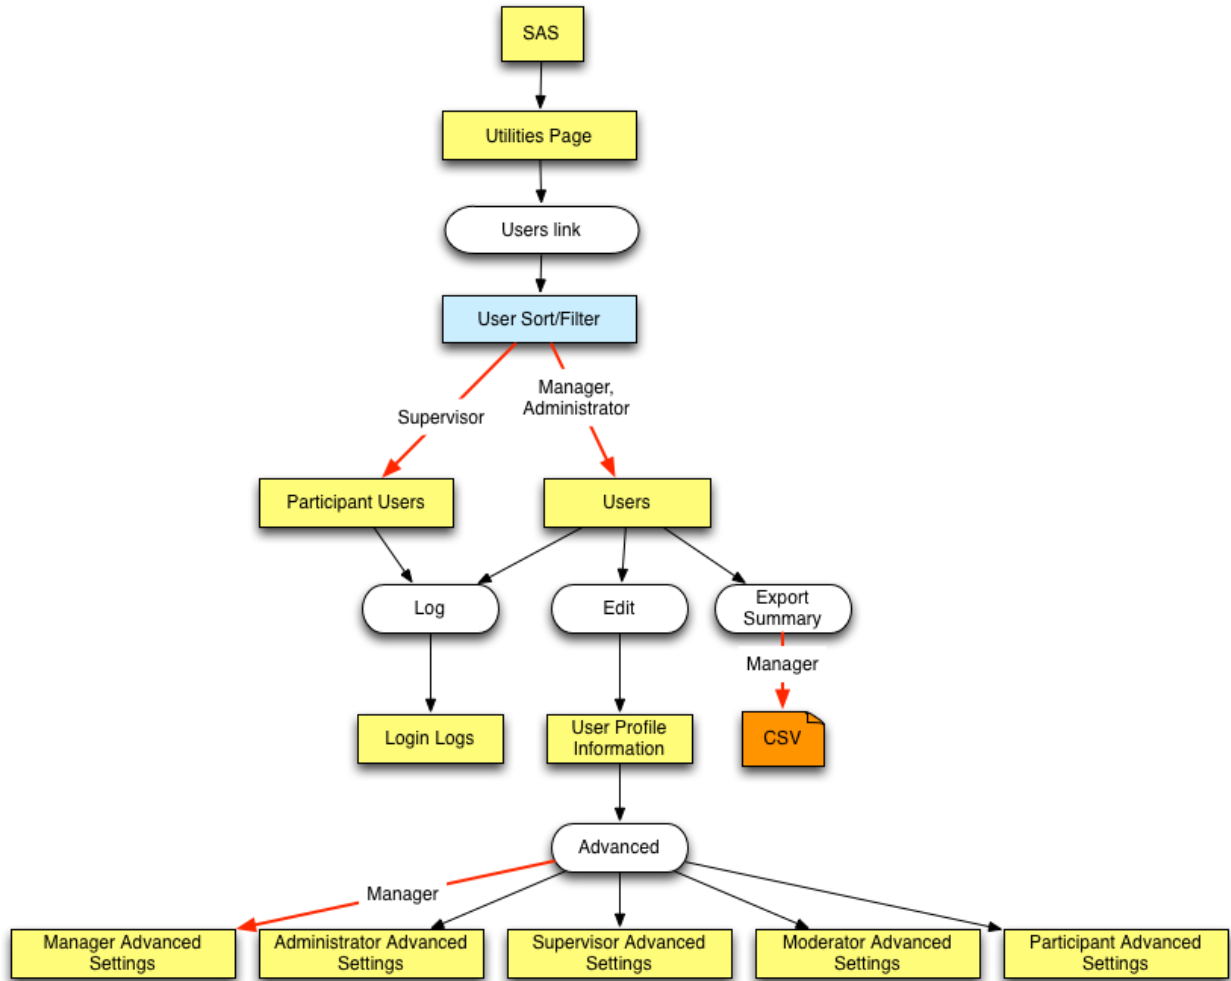 SAS
Utilities Page
Users link
User Sort/Filter
Manager,
Administrator
Supervisor
Participant Users
Users
Log
Edit
Export
Summary
Manager
Login Logs
User Profile
Information
CSV
Advanced
Manager
Manager Advanced
Settings
Administrator Advanced
Settings
Supervisor Advanced
Settings
Moderator Advanced
Settings
Participant Advanced
Settings